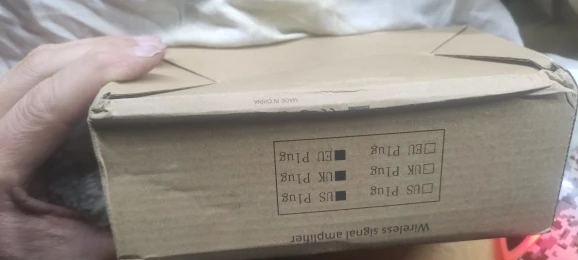 Wireless signal amplifier
□US Plug ■US Plug
□UK Plug ■UK Plug
□EU Plug ■EU Plug
MADE IN CHINA